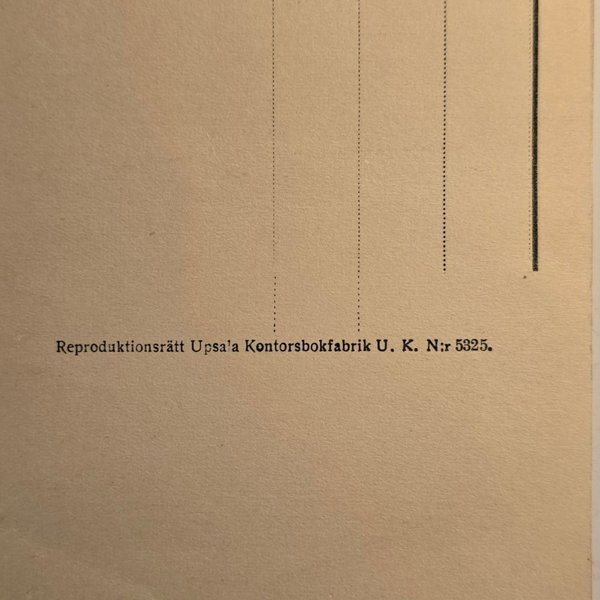 Reproduktionsrätt Upsa'a Kontorsbokfabrik U. K. N:r 5325.